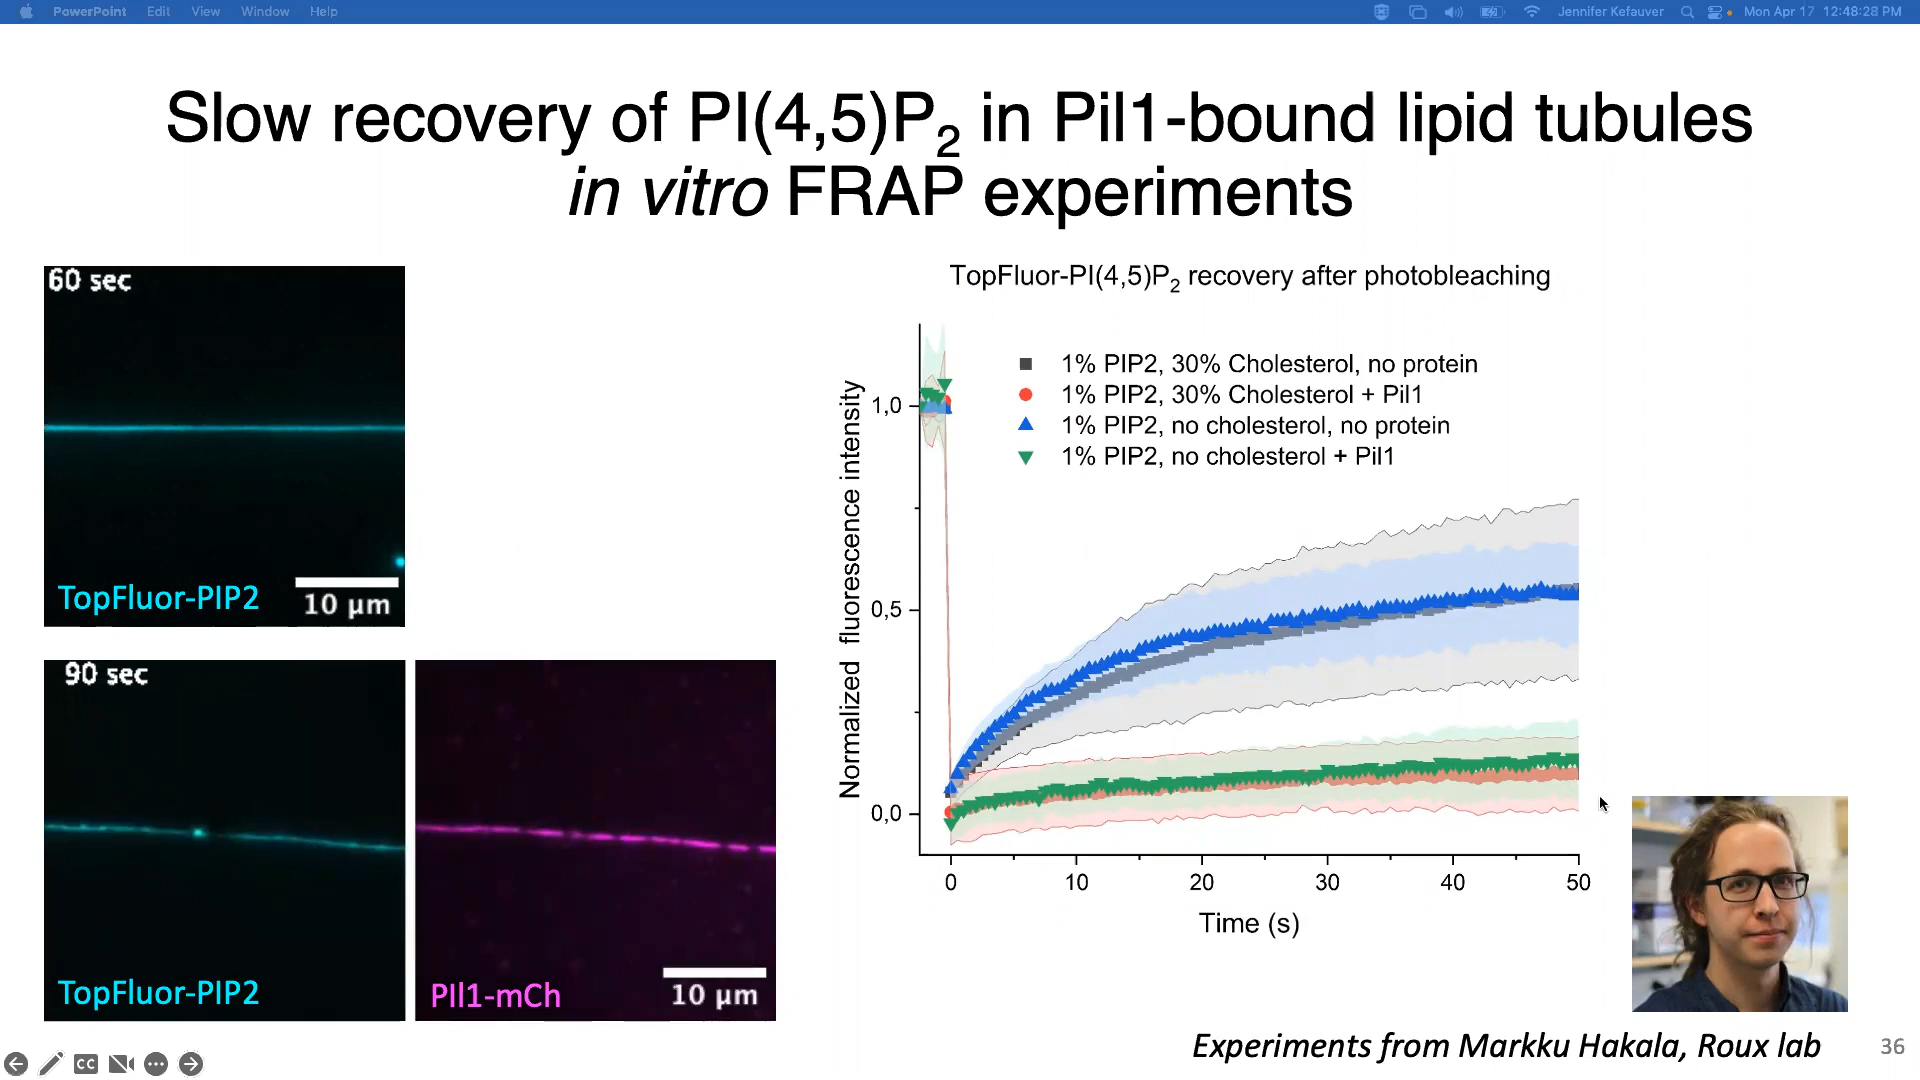 PowerPoint Edit View Window Help Jennifer Kefauver Mon Apr 17 12:48:28 PM
Slow recovery of PI(4,5)P₂ in Pil1-bound lipid tubules
in vitro FRAP experiments
60 sec
TopFluor-PIP2
10 µm
90 sec
TopFluor-PIP2
PIl1-mCh
10 µm
TopFluor-PI(4,5)P₂ recovery after photobleaching
1% PIP2, 30% Cholesterol, no protein
1% PIP2, 30% Cholesterol + Pil1
1% PIP2, no cholesterol, no protein
1% PIP2, no cholesterol + Pil1
Normalized fluorescence intensity
1,0
0,5
0,0
0 10 20 30 40 50
Time (s)
Experiments from Markku Hakala, Roux lab
36
CC